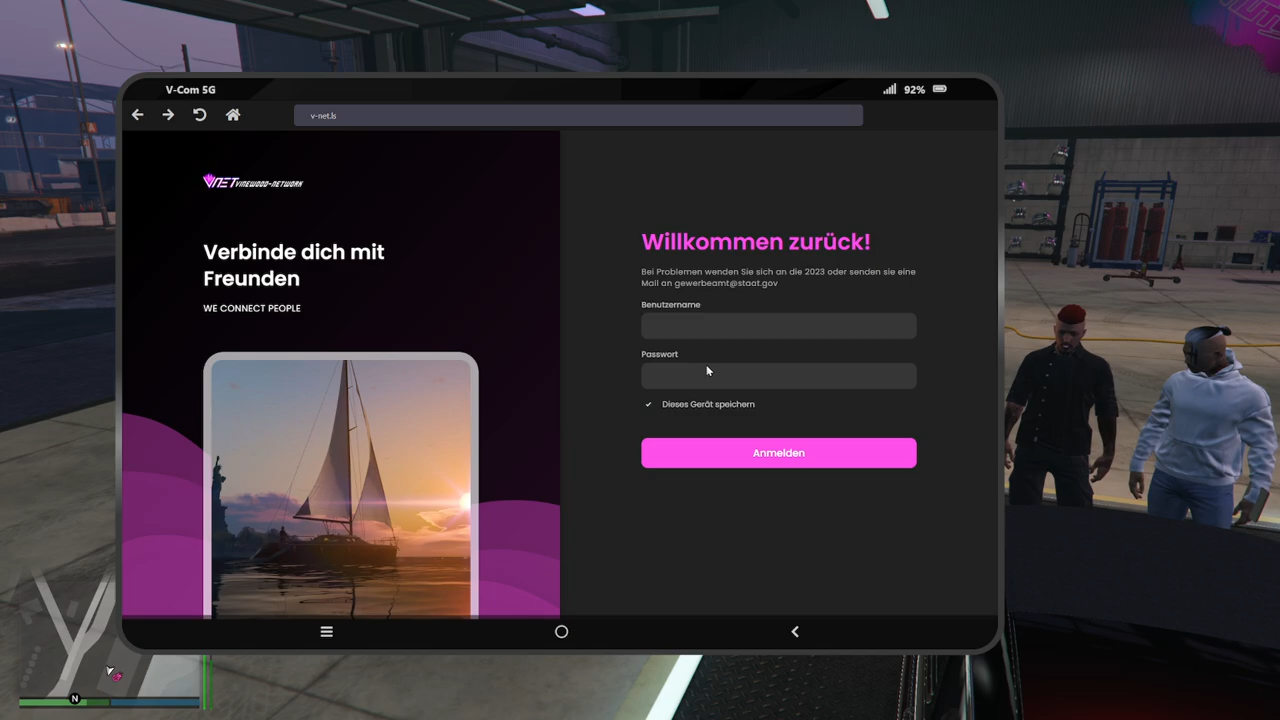 V-Com 5G
92%
v-net.ls
VNET VINEWOOD-NETWORK
Verbinde dich mit
Freunden
WE CONNECT PEOPLE
Willkommen zurück!
Bei Problemen wenden Sie sich an die 2023 oder senden sie eine
Mail an gewerbeamt@staat.gov
Benutzername
Passwort
Dieses Gerät speichern
Anmelden
N